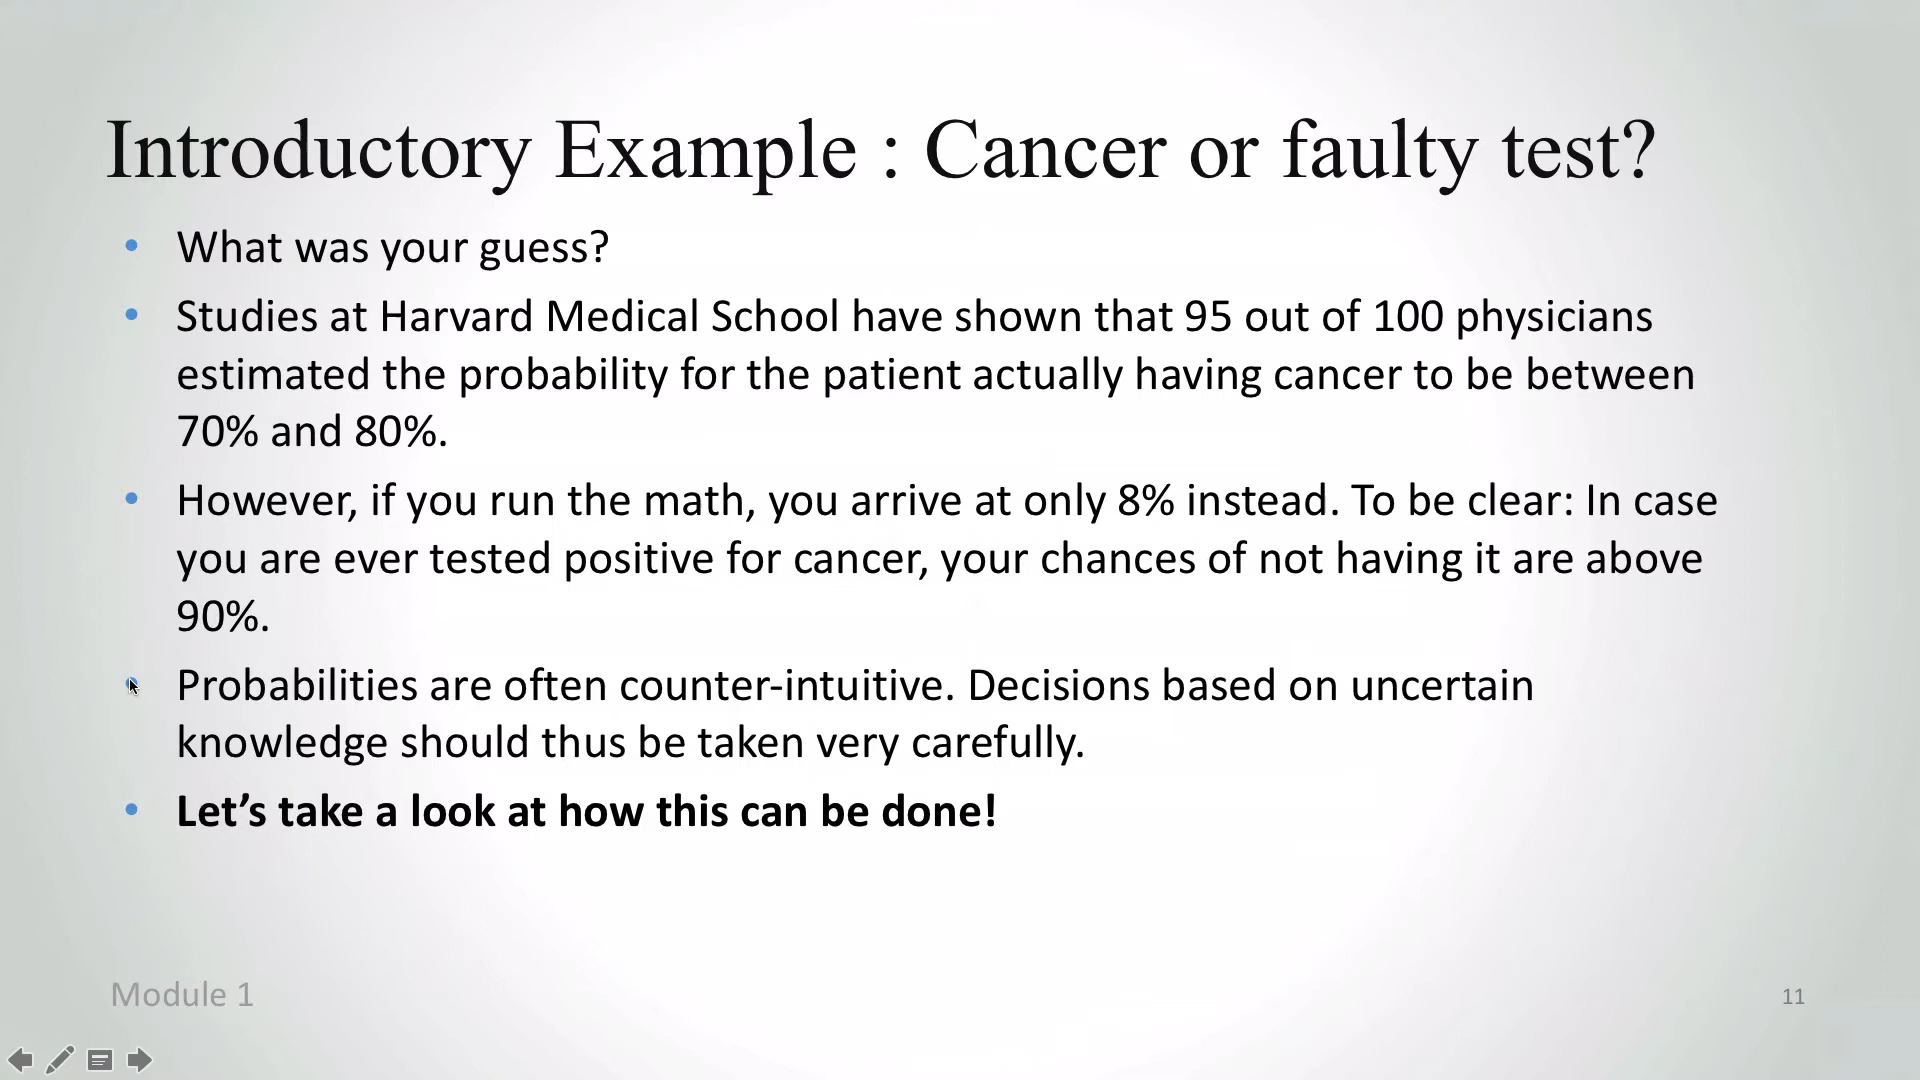 Introductory Example : Cancer or faulty test?
• What was your guess?
• Studies at Harvard Medical School have shown that 95 out of 100 physicians
estimated the probability for the patient actually having cancer to be between
70% and 80%.
• However, if you run the math, you arrive at only 8% instead. To be clear: In case
you are ever tested positive for cancer, your chances of not having it are above
90%.
• Probabilities are often counter-intuitive. Decisions based on uncertain
knowledge should thus be taken very carefully.
• Let’s take a look at how this can be done!
Module 1
11